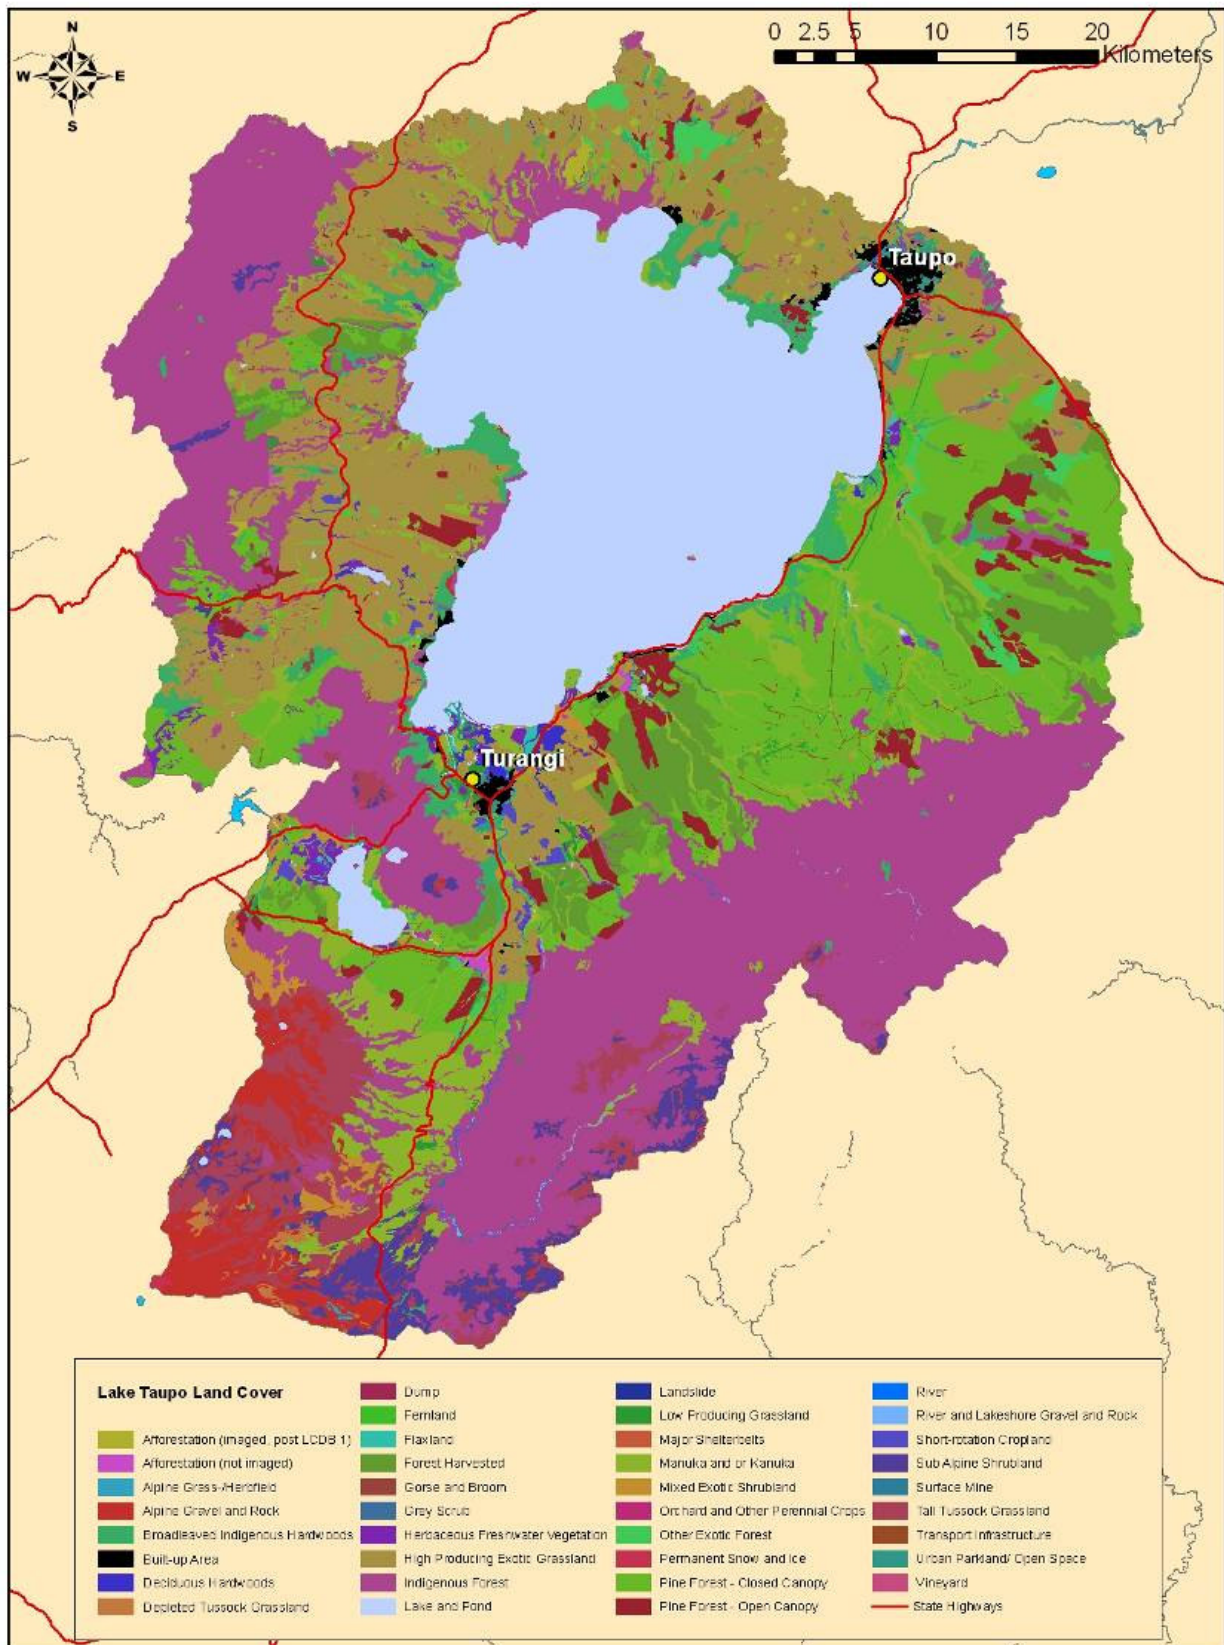 N
W E
S
0 2.5 5 10 15 20
Kilometers
Taupo
Turangi
Lake Taupo Land Cover
Afforestation (imaged, post LCDB 1)
Afforestation (not imaged)
Alpine Grass-/Herbfield
Alpine Gravel and Rock
Broadleaved Indigenous Hardwoods
Built-up Area
Deciduous Hardwoods
Depleted Tussock Grassland
Dump
Fernland
Flaxland
Forest Harvested
Gorse and Broom
Grey Scrub
Herbaceous Freshwater Vegetation
High Producing Exotic Grassland
Indigenous Forest
Lake and Pond
Landslide
Low Producing Grassland
Major Shelterbelts
Manuka and or Kanuka
Mixed Exotic Shrubland
Orchard and Other Perennial Crops
Other Exotic Forest
Permanent Snow and Ice
Pine Forest - Closed Canopy
Pine Forest - Open Canopy
River
River and Lakeshore Gravel and Rock
Short-rotation Cropland
Sub Alpine Shrubland
Surface Mine
Tall Tussock Grassland
Transport Infrastructure
Urban Parkland/ Open Space
Vineyard
State Highways